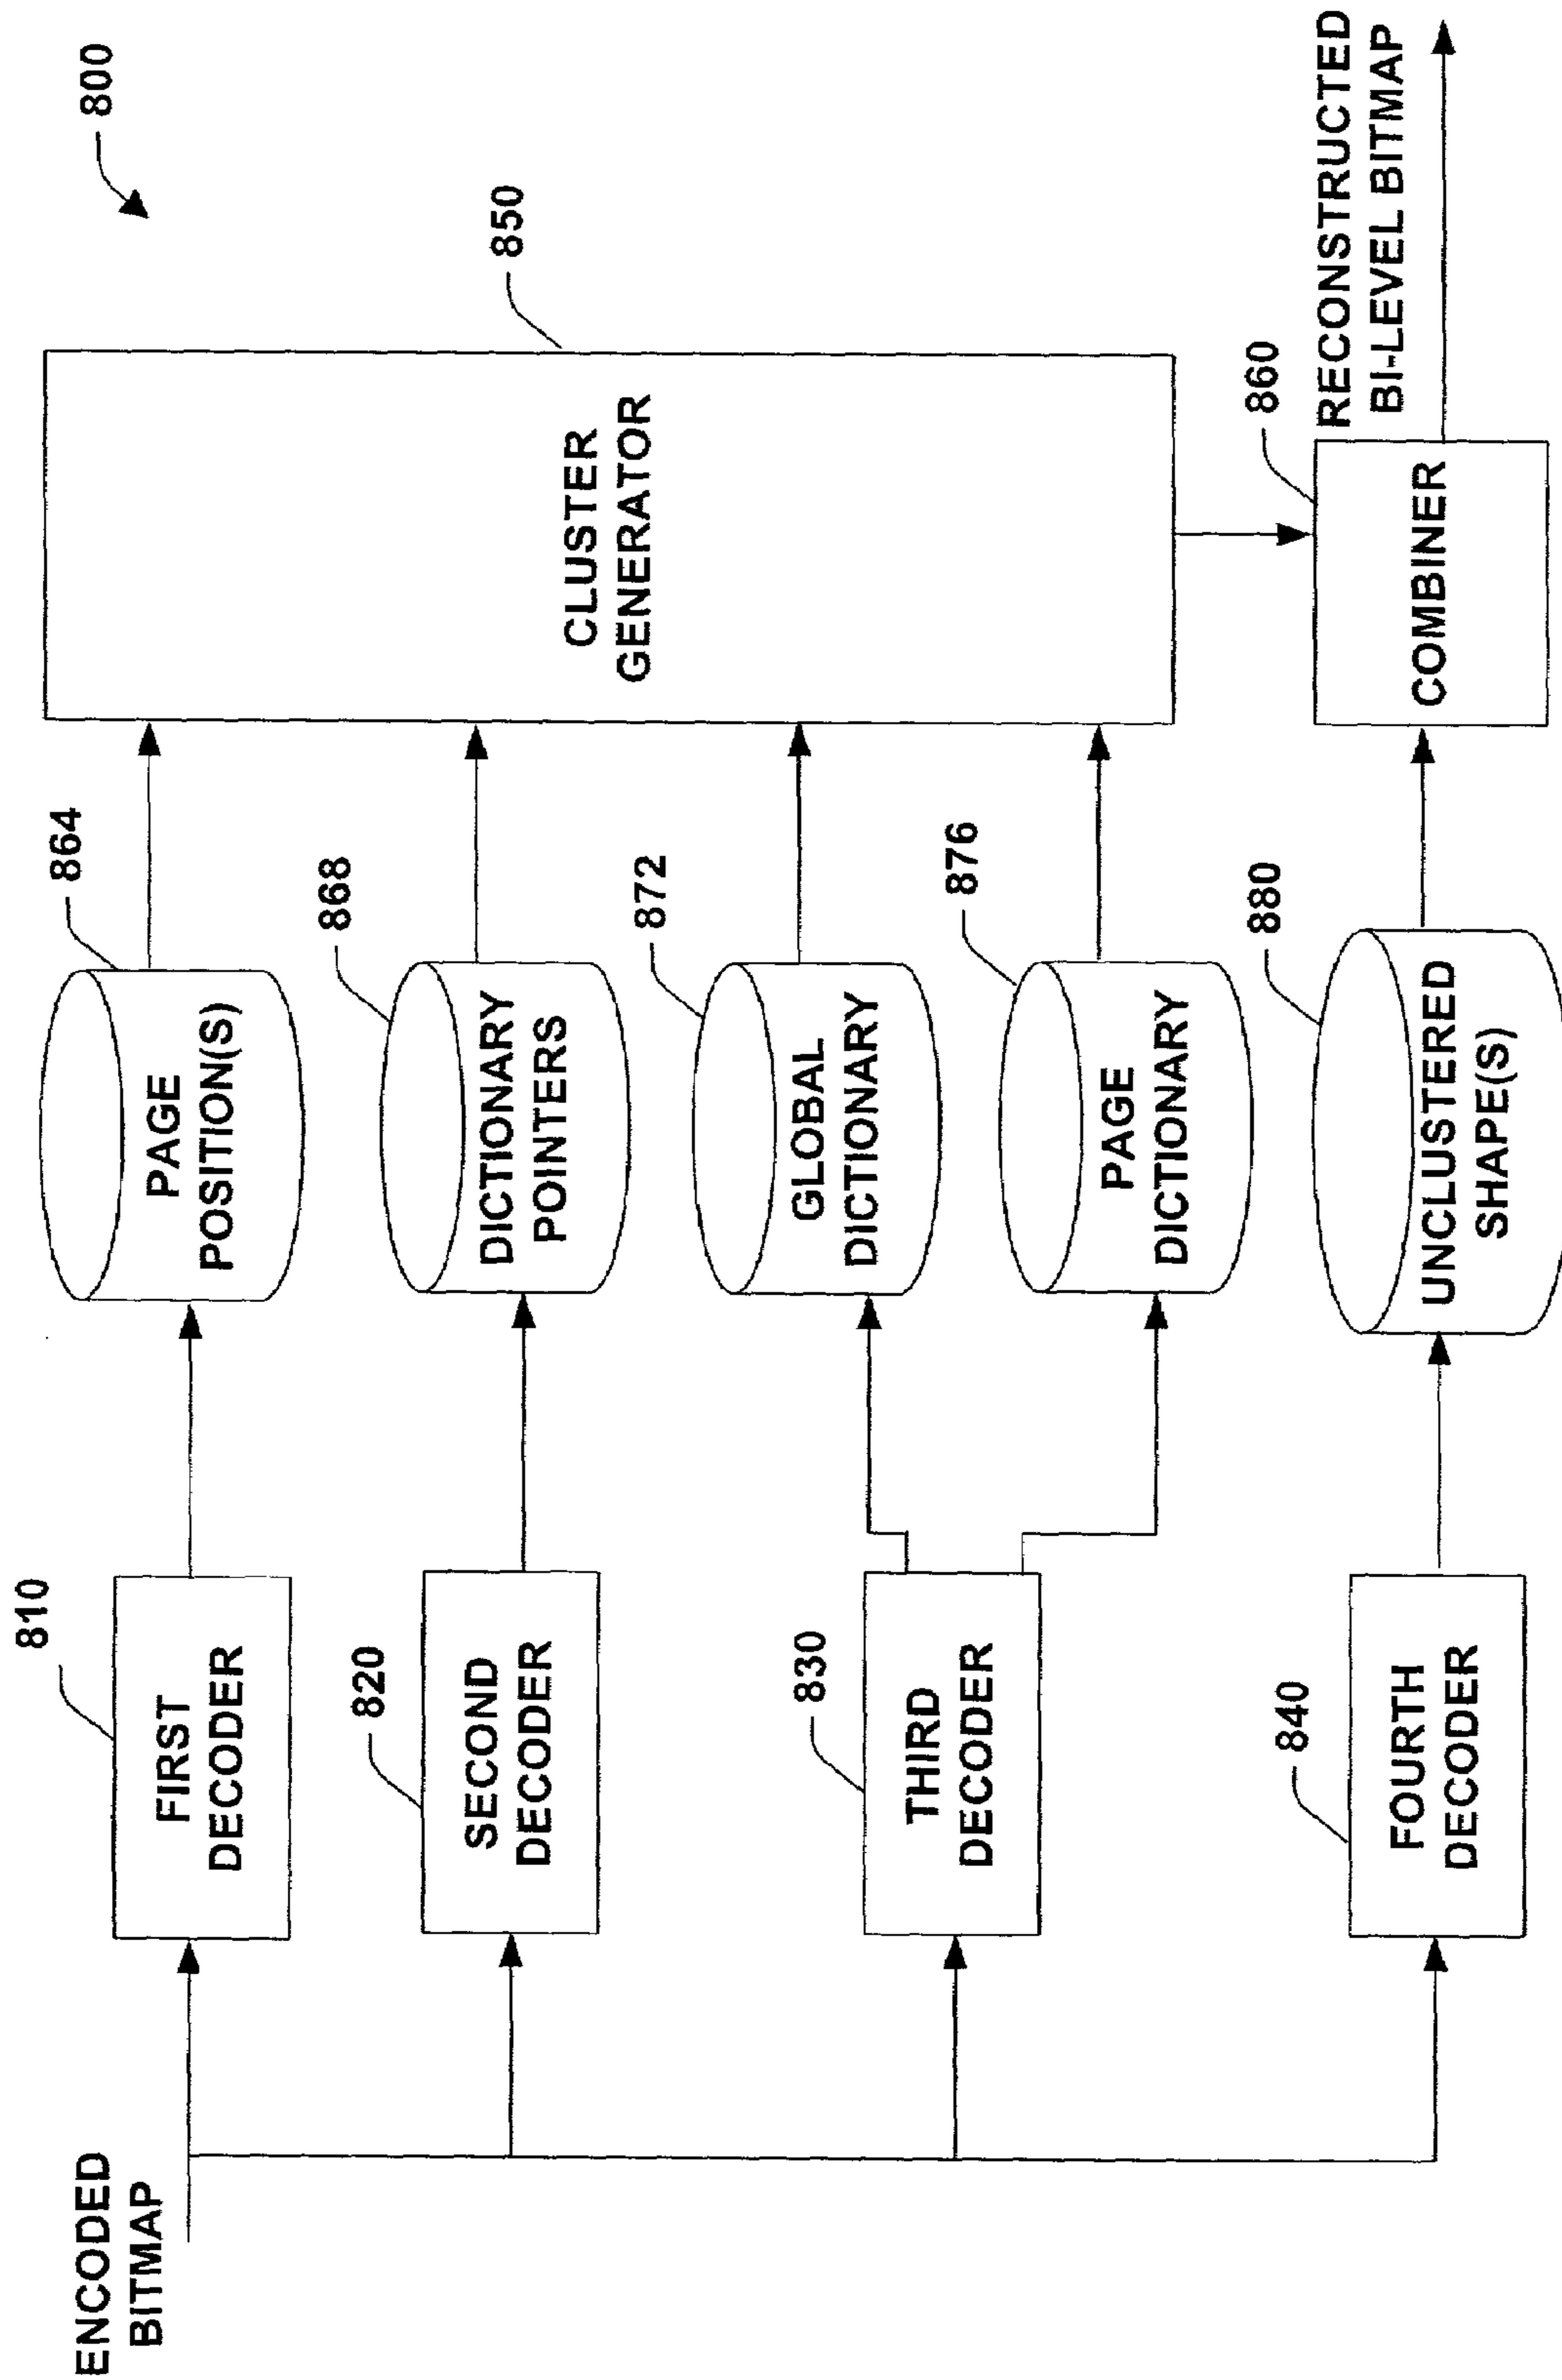 800
ENCODED
BITMAP
810
FIRST
DECODER
864
PAGE
POSITION(S)
850
CLUSTER
GENERATOR
820
SECOND
DECODER
868
DICTIONARY
POINTERS
830
THIRD
DECODER
872
GLOBAL
DICTIONARY
876
PAGE
DICTIONARY
840
FOURTH
DECODER
880
UNCLUSTERED
SHAPE(S)
860
COMBINER
RECONSTRUCTED
BI-LEVEL BITMAP